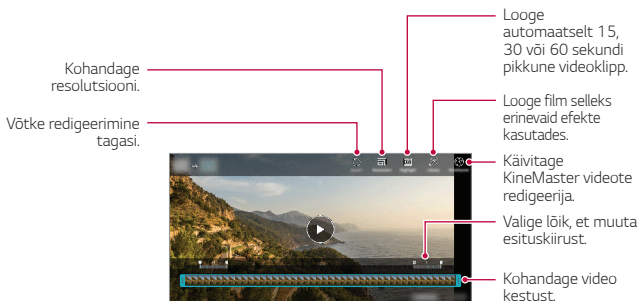 Kohandage
resolutsiooni.
Võtke redigeerimine
tagasi.
Looge
automaatselt 15,
30 või 60 sekundi
pikkune videoklipp.
Looge film selleks
erinevaid efekte
kasutades.
Käivitage
KineMaster videote
redigeerija.
Valige lõik, et muuta
esituskiirust.
Kohandage video
kestust.